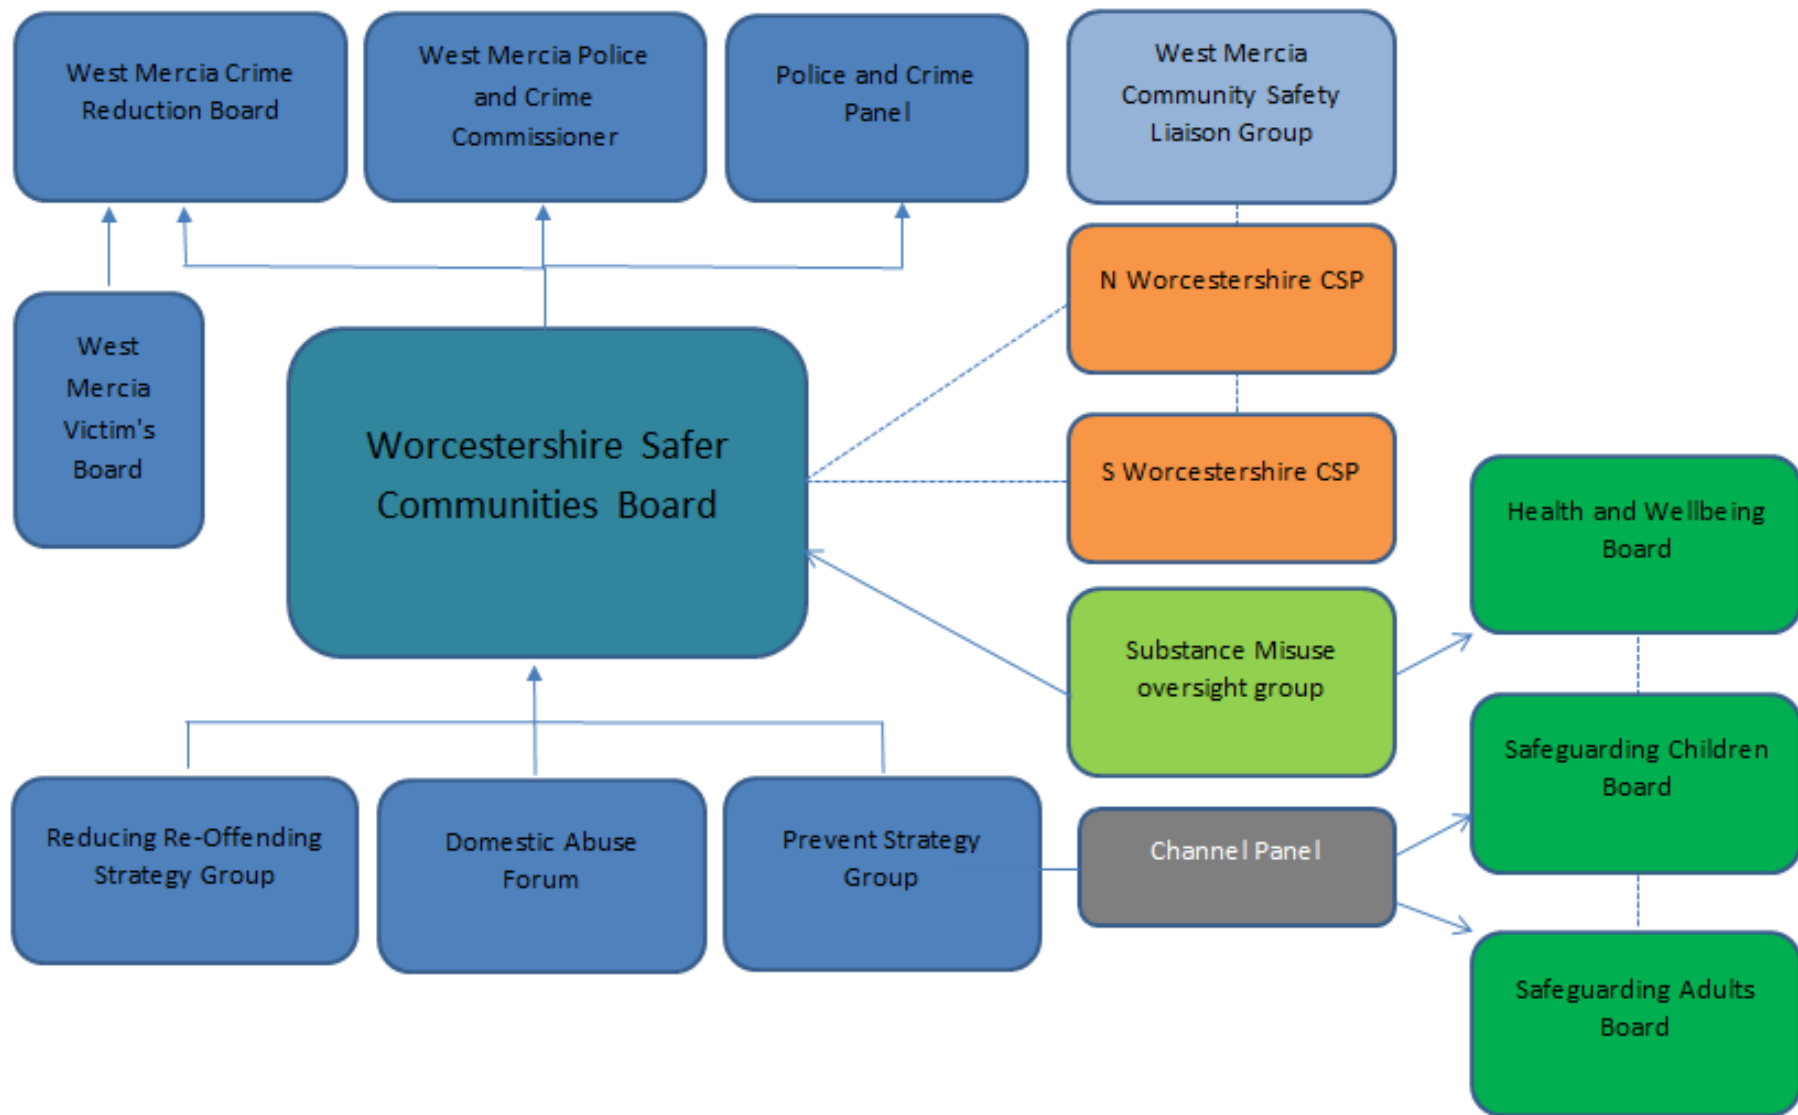 West Mercia Crime
Reduction Board
West Mercia Police
and Crime
Commissioner
Police and Crime
Panel
West Mercia
Community Safety
Liaison Group
N Worcestershire CSP
West
Mercia
Victim's
Board
Worcestershire Safer
Communities Board
S Worcestershire CSP
Health and Wellbeing
Board
Substance Misuse
oversight group
Safeguarding Children
Board
Reducing Re-Offending
Strategy Group
Domestic Abuse
Forum
Prevent Strategy
Group
Channel Panel
Safeguarding Adults
Board